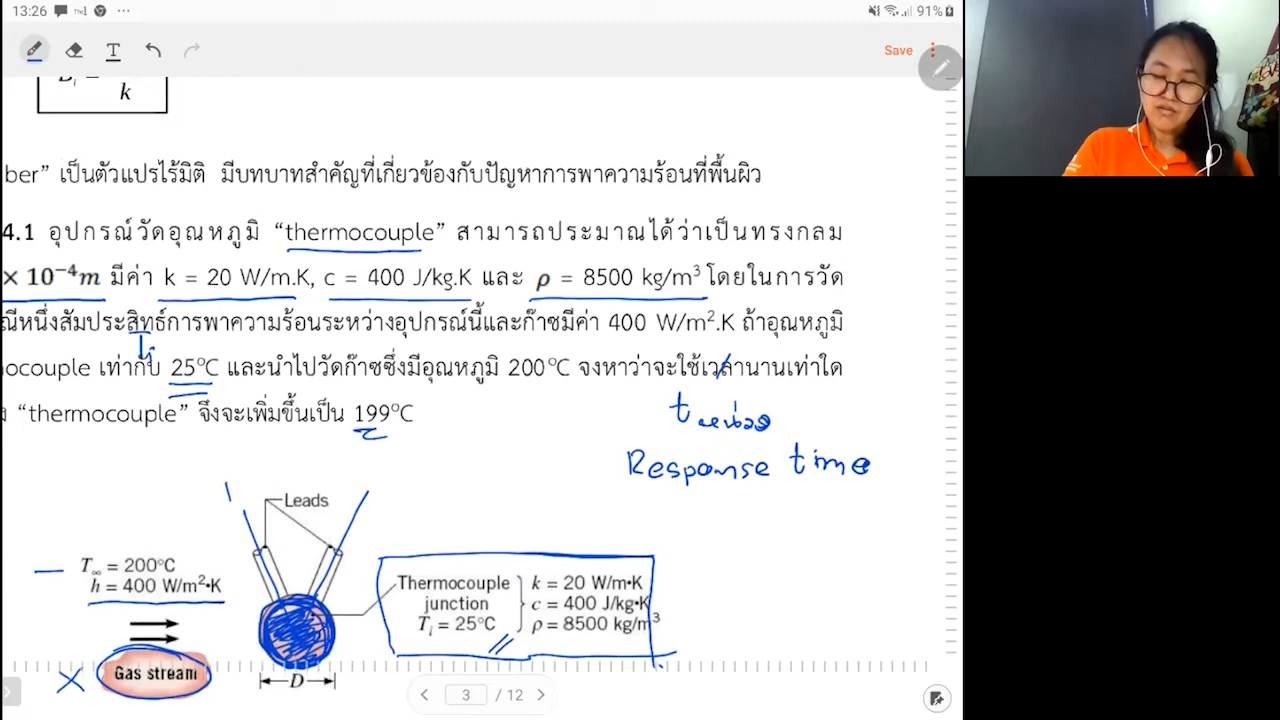 13:26
91%
Save
k
ber” เป็นตัวแปรไร้มิติ มีบทบาทสำคัญที่เกี่ยวข้องกับปัญหาการพาความร้อนที่พื้นผิว
4.1 อุปกรณ์วัดอุณหภูมิ “thermocouple” สามารถประมาณได้ว่าเป็นทรงกลม
× 10⁻⁴m มีค่า k = 20 W/m.K, c = 400 J/kg.K และ ρ = 8500 kg/m³ โดยในการวัด
ณีหนึ่งสัมประสิทธ์การพาความร้อนระหว่างอุปกรณ์นี้และก๊าซมีค่า 400 W/m².K ถ้าอุณหภูมิ
Ti
ocouple เท่ากับ 25°C และนำไปวัดก๊าซซึ่งมีอุณหภูมิ 200°C จงหาว่าจะใช้เวลานานเท่าใด
“thermocouple” จึงจะเพิ่มขึ้นเป็น 199°C
t หน่วง
Response time
Leads
T∞ = 200°C
h = 400 W/m²•K
Thermocouple junction
Ti = 25°C
k = 20 W/m•K
c = 400 J/kg•K
ρ = 8500 kg/m³
Gas stream
D
3 / 12